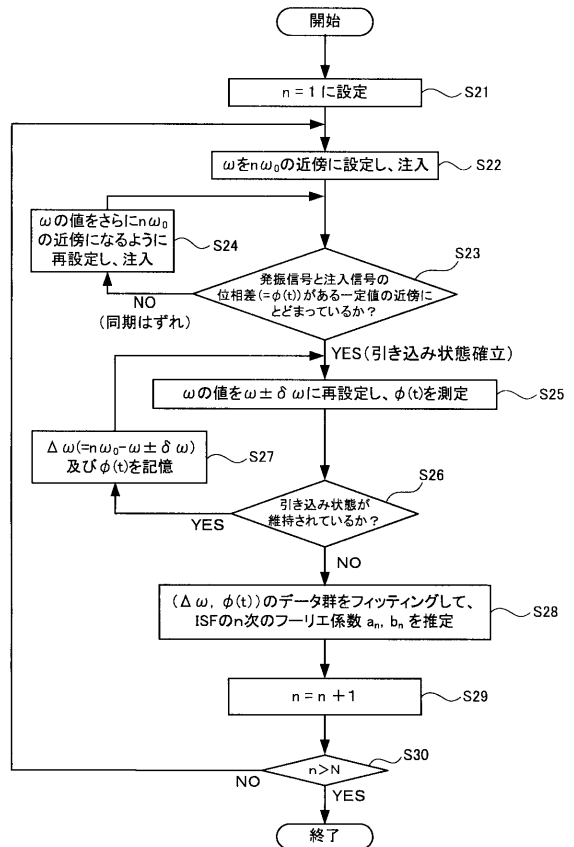 開始
n = 1 に設定
S21
ωをnω₀の近傍に設定し、注入
S22
ωの値をさらにnω₀
の近傍になるように
再設定し、注入
S24
発振信号と注入信号の
位相差(=φ(t))がある一定値の近傍に
とどまっているか？
S23
NO
(同期はずれ)
YES(引き込み状態確立)
ωの値をω±δωに再設定し、φ(t)を測定
S25
Δω(=nω₀-ω±δω)
及びφ(t)を記憶
S27
引き込み状態が
維持されているか？
S26
YES
NO
(Δω, φ(t))のデータ群をフィッティングして、
ISFのn次のフーリエ係数 aₙ, bₙ を推定
S28
n = n + 1
S29
n>N
S30
NO
YES
終了